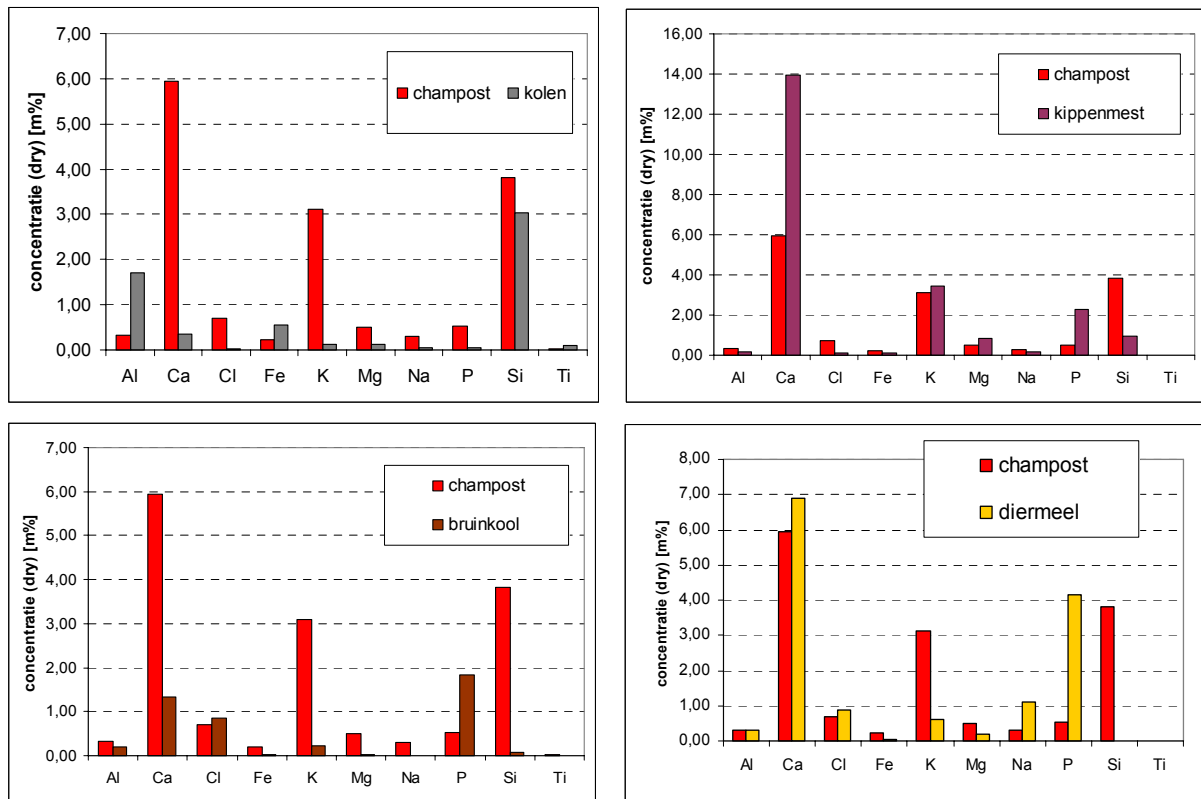 7,00
6,00
5,00
4,00
3,00
2,00
1,00
0,00
concentratie (dry) [m%]
champost kolen
Al Ca Cl Fe K Mg Na P Si Ti
16,00
14,00
12,00
10,00
8,00
6,00
4,00
2,00
0,00
concentratie (dry) [m%]
champost
kippenmest
Al Ca Cl Fe K Mg Na P Si Ti
7,00
6,00
5,00
4,00
3,00
2,00
1,00
0,00
concentratie (dry) [m%]
champost
bruinkool
Al Ca Cl Fe K Mg Na P Si Ti
8,00
7,00
6,00
5,00
4,00
3,00
2,00
1,00
0,00
concentratie (dry) [m%]
champost
diermeel
Al Ca Cl Fe K Mg Na P Si Ti